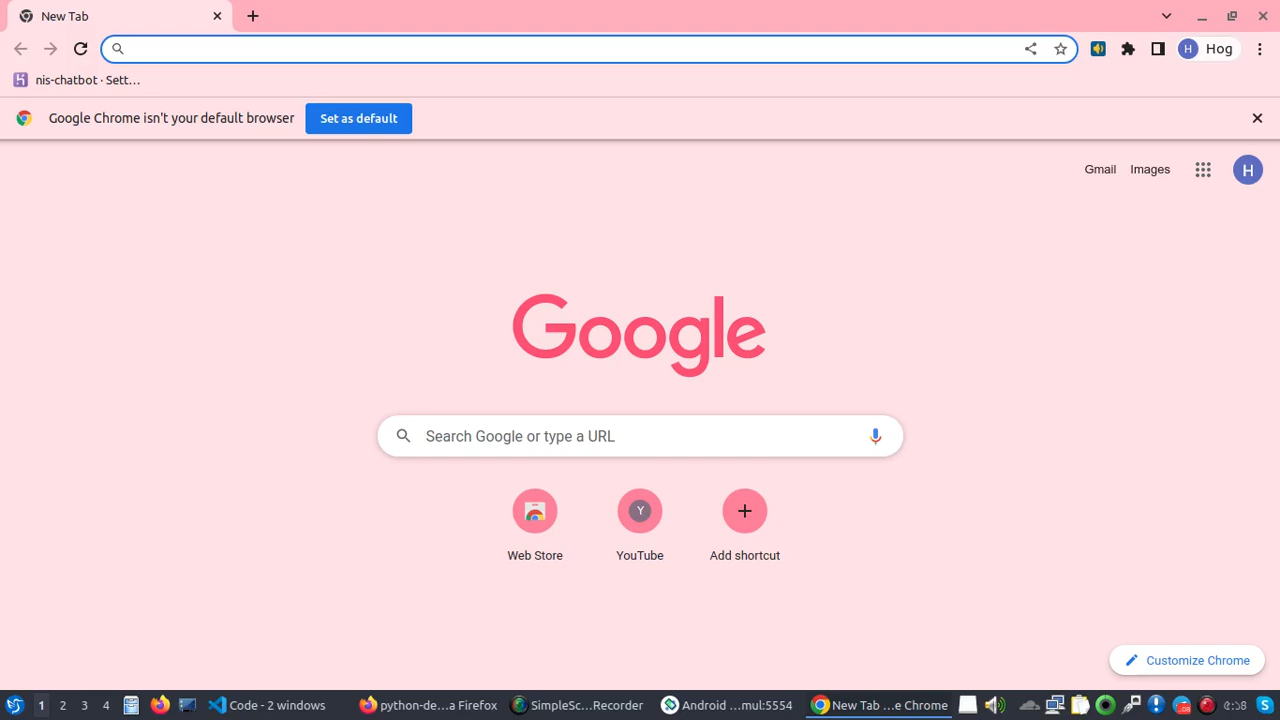 New Tab
H Hog
nis-chatbot · Sett…
Google Chrome isn't your default browser Set as default
Gmail Images H
Google
Search Google or type a URL
Y
Web Store YouTube Add shortcut
Customize Chrome
1 2 3 4 Code - 2 windows python-de…a Firefox SimpleSc…Recorder Android …mul:5554 New Tab …e Chrome